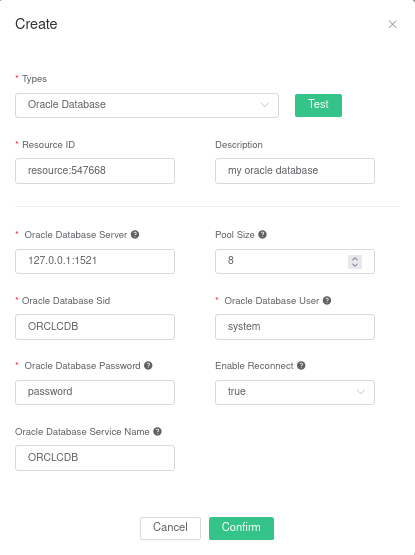 Create
* Types
Oracle Database
Test
* Resource ID
Description
resource:547668
my oracle database
* Oracle Database Server
Pool Size
127.0.0.1:1521
8
* Oracle Database Sid
* Oracle Database User
ORCLCDB
system
* Oracle Database Password
Enable Reconnect
password
true
Oracle Database Service Name
ORCLCDB
Cancel
Confirm